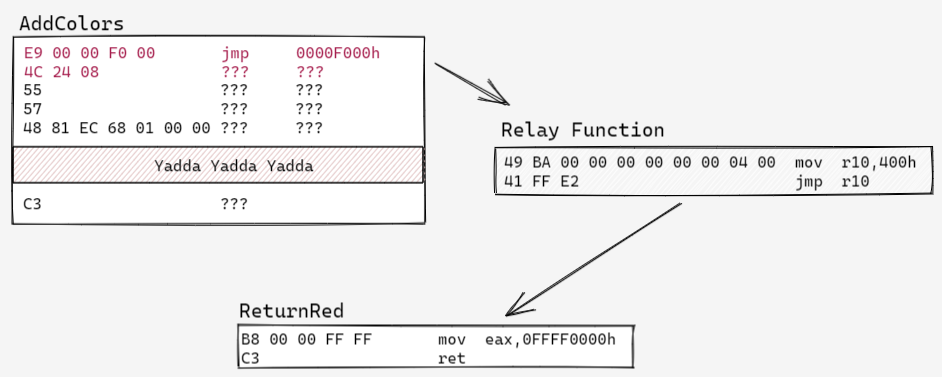 AddColors
E9 00 00 F0 00 jmp 0000F000h
4C 24 08 ??? ???
55 ??? ???
57 ??? ???
48 81 EC 68 01 00 00 ??? ???
Yadda Yadda Yadda
C3 ???
Relay Function
49 BA 00 00 00 00 00 00 04 00 mov r10,400h
41 FF E2 jmp r10
ReturnRed
B8 00 00 FF FF mov eax,0FFFF0000h
C3 ret